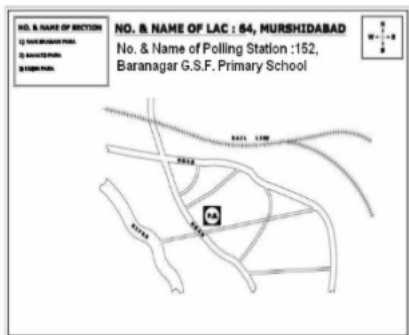 NO. & NAME OF SECTION
NO. & NAME OF LAC : 64, MURSHIDABAD
No. & Name of Polling Station :152,
Baranagar G.S.F. Primary School
N
W
E
S
RAIL LINE
ROAD
P.S.
ROAD
RIVER